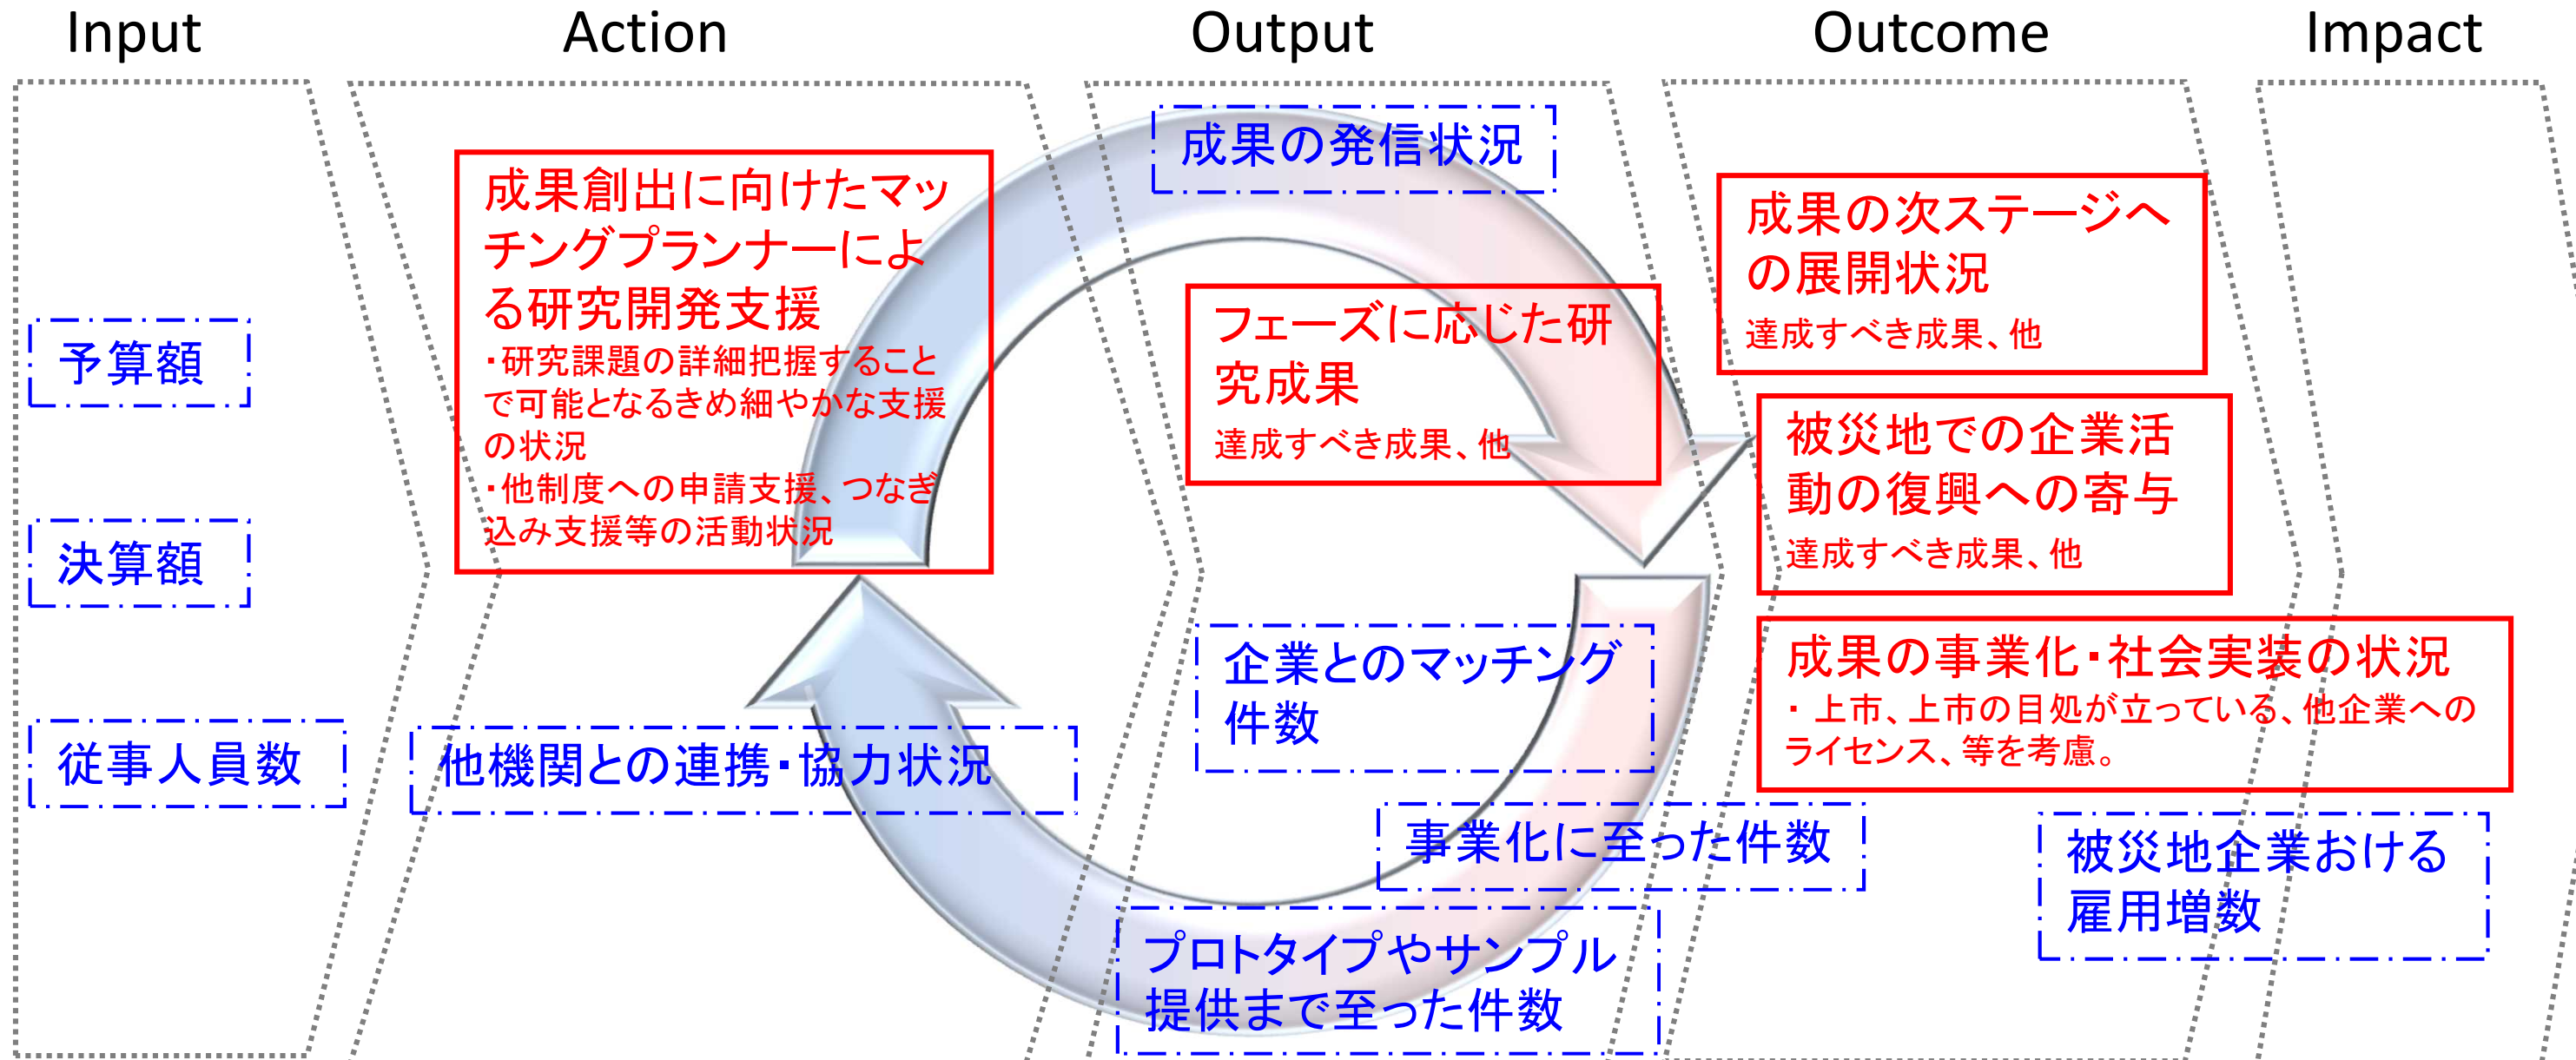 Input
Action
Output
Outcome
Impact
予算額
決算額
従事人員数
成果創出に向けたマッ
チングプランナーによ
る研究開発支援
・研究課題の詳細把握すること
で可能となるきめ細やかな支援
の状況
・他制度への申請支援、つなぎ
込み支援等の活動状況
他機関との連携・協力状況
成果の発信状況
フェーズに応じた研
究成果
達成すべき成果、他
企業とのマッチング
件数
事業化に至った件数
プロトタイプやサンプル
提供まで至った件数
成果の次ステージへ
の展開状況
達成すべき成果、他
被災地での企業活
動の復興への寄与
達成すべき成果、他
成果の事業化・社会実装の状況
・ 上市、上市の目処が立っている、他企業への
ライセンス、等を考慮。
被災地企業おける
雇用増数